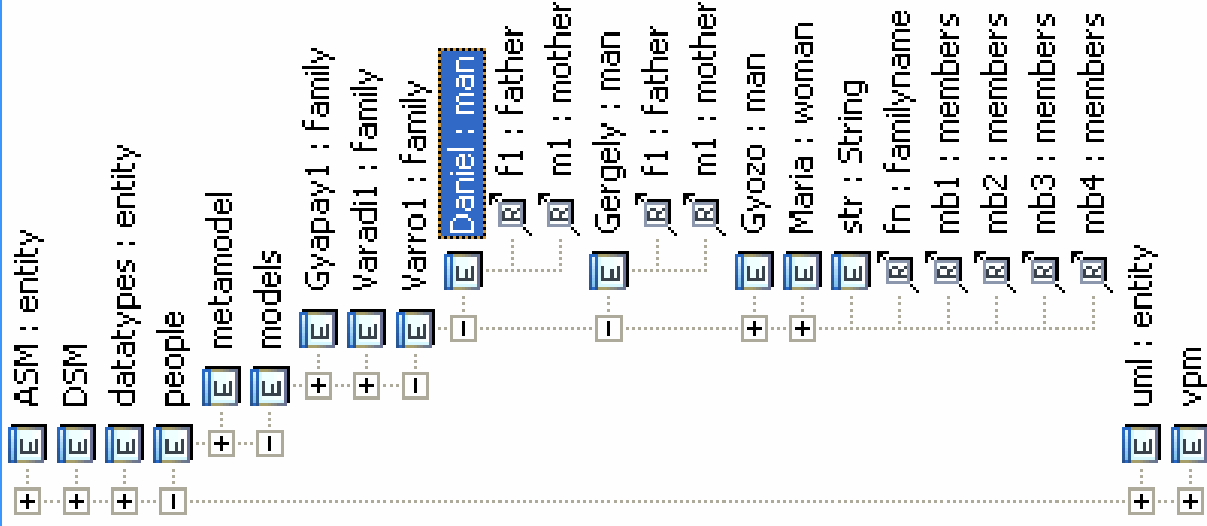 ASM : entity
DSM
datatypes : entity
people
metamodel
models
Gyapay1 : family
Varadi1 : family
Varro1 : family
Daniel : man
f1 : father
m1 : mother
Gergely : man
f1 : father
m1 : mother
Gyozo : man
Maria : woman
str : String
fn : familyname
mb1 : members
mb2 : members
mb3 : members
mb4 : members
uml : entity
vpm